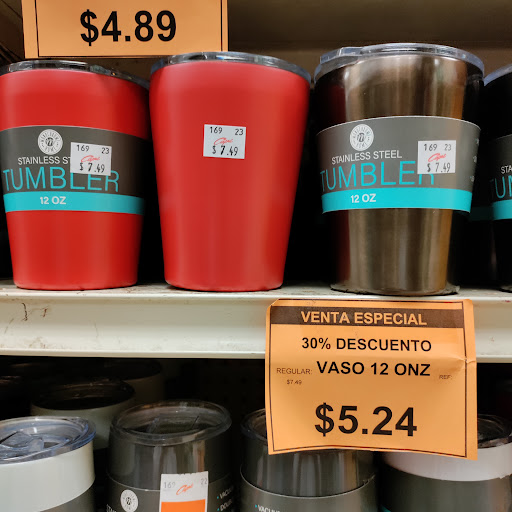 $4.89
169 23
$7.49
STAINLESS STEEL
TUMBLER
12 OZ
169 23
$7.49
169 23
$7.49
STAINLESS STEEL
TUMBLER
12 OZ
VENTA ESPECIAL
30% DESCUENTO
REGULAR: VASO 12 ONZ REF:
$7.49
$5.24